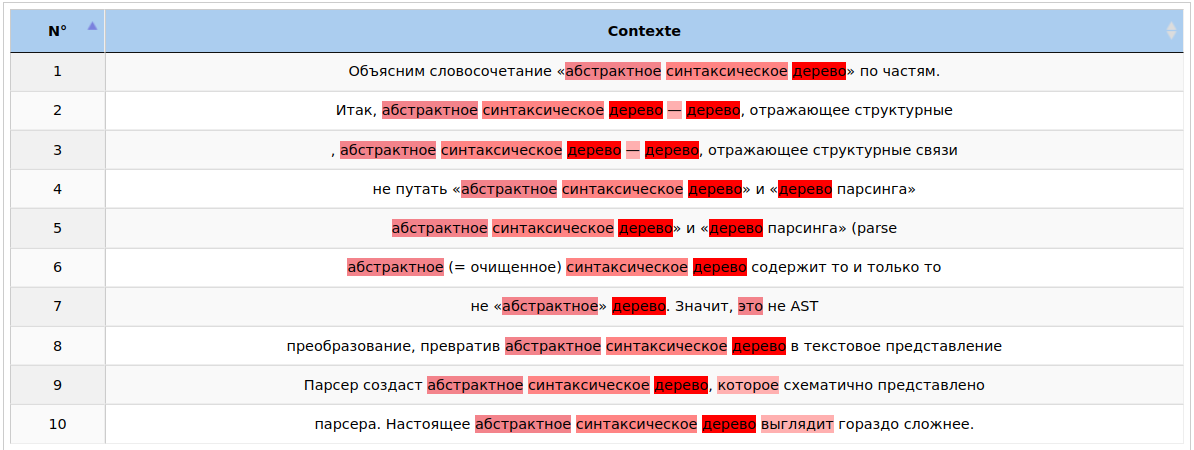 N° Contexte
1 Объясним словосочетание «абстрактное синтаксическое дерево» по частям.
2 Итак, абстрактное синтаксическое дерево — дерево, отражающее структурные
3 , абстрактное синтаксическое дерево — дерево, отражающее структурные связи
4 не путать «абстрактное синтаксическое дерево» и «дерево парсинга»
5 абстрактное синтаксическое дерево» и «дерево парсинга» (parse
6 абстрактное (= очищенное) синтаксическое дерево содержит то и только то
7 не «абстрактное» дерево. Значит, это не AST
8 преобразование, превратив абстрактное синтаксическое дерево в текстовое представление
9 Парсер создаст абстрактное синтаксическое дерево, которое схематично представлено
10 парсера. Настоящее абстрактное синтаксическое дерево выглядит гораздо сложнее.